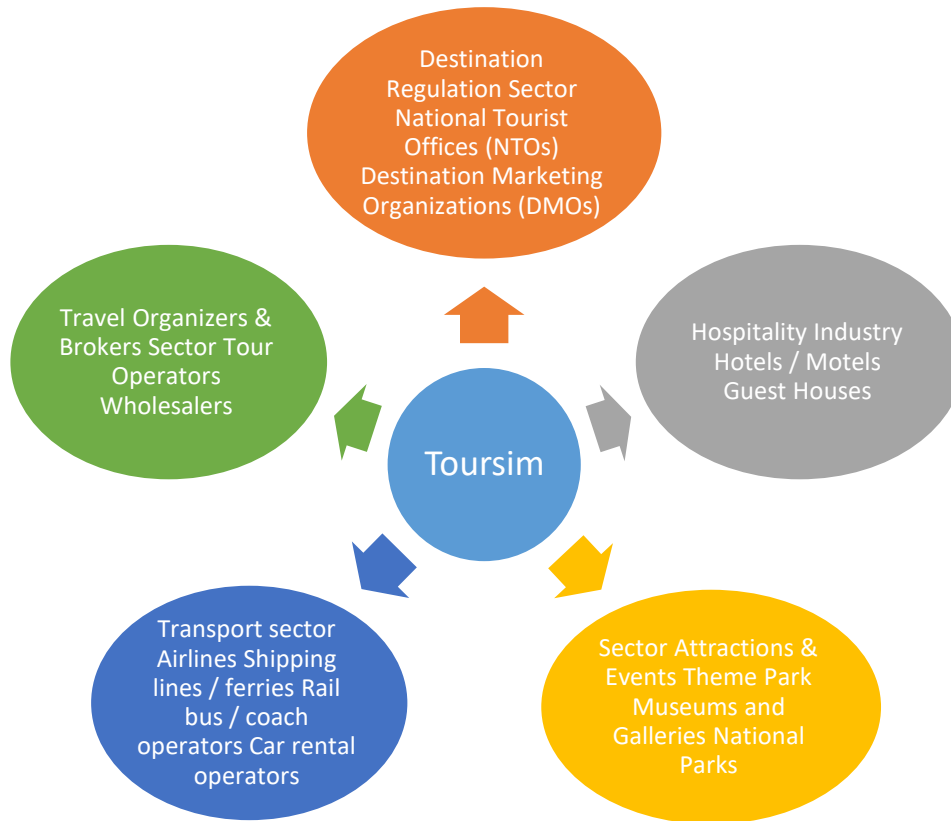 Destination
Regulation Sector
National Tourist
Offices (NTOs)
Destination Marketing
Organizations (DMOs)
Travel Organizers &
Brokers Sector Tour
Operators
Wholesalers
Hospitality Industry
Hotels / Motels
Guest Houses
Toursim
Transport sector
Airlines Shipping
lines / ferries Rail
bus / coach
operators Car rental
operators
Sector Attractions &
Events Theme Park
Museums and
Galleries National
Parks